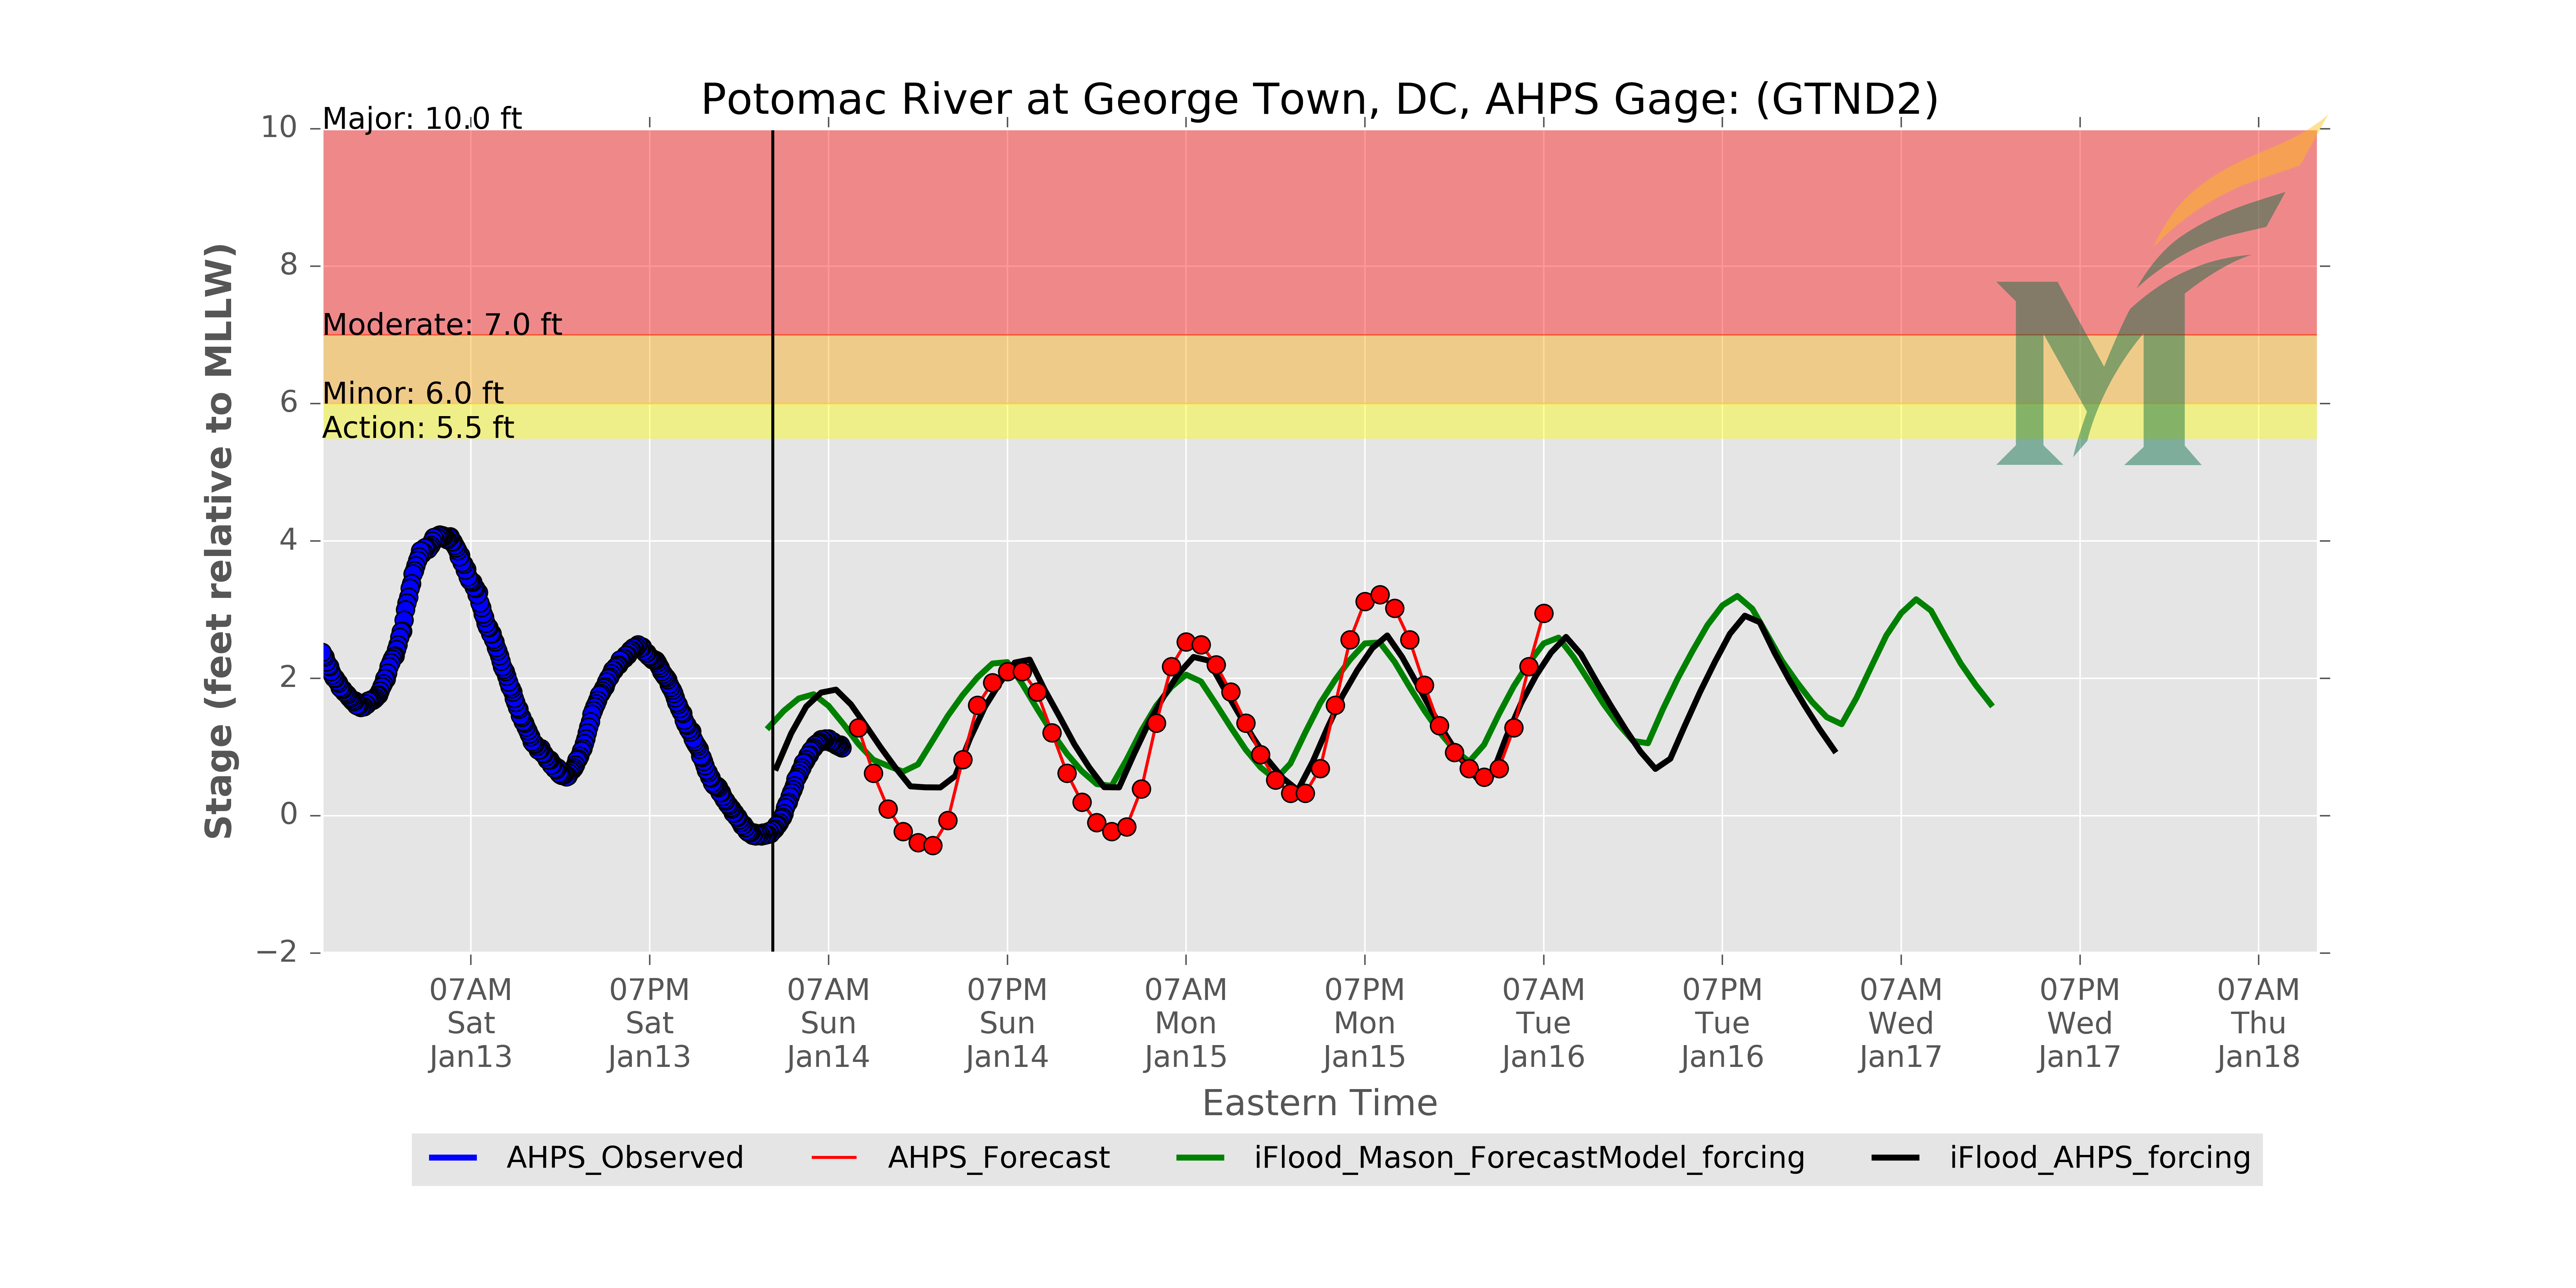 Potomac River at George Town, DC, AHPS Gage: (GTND2)
Stage (feet relative to MLLW)
10
8
6
4
2
0
−2
Major: 10.0 ft
Moderate: 7.0 ft
Minor: 6.0 ft
Action: 5.5 ft
M
07AM
Sat
Jan13
07PM
Sat
Jan13
07AM
Sun
Jan14
07PM
Sun
Jan14
07AM
Mon
Jan15
07PM
Mon
Jan15
07AM
Tue
Jan16
07PM
Tue
Jan16
07AM
Wed
Jan17
07PM
Wed
Jan17
07AM
Thu
Jan18
Eastern Time
AHPS_Observed
AHPS_Forecast
iFlood_Mason_ForecastModel_forcing
iFlood_AHPS_forcing